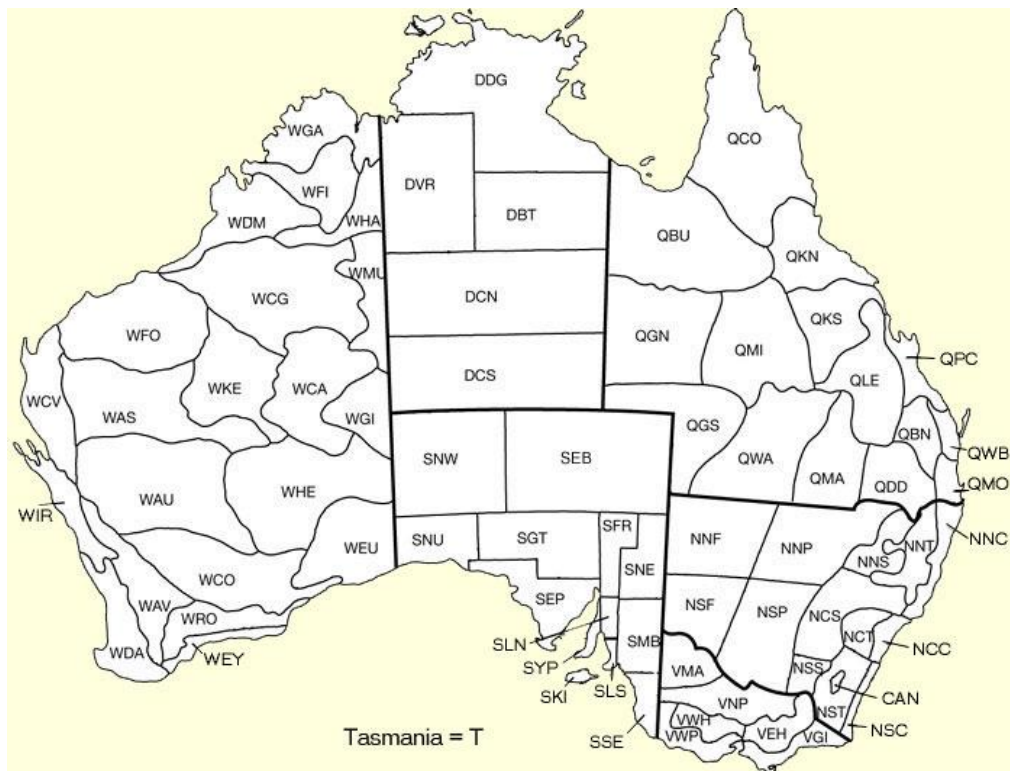 DDG
WGA
QCO
WFI
DVR
WDM
WHA
DBT
QBU
QKN
WMU
WCG
DCN
QKS
WFO
QGN
QMI
QPC
DCS
QLE
WKE
WCA
WCV
WAS
WGI
QGS
QBN
QWB
SNW
SEB
QWA
QMA
QDD
QMO
WAU
WHE
WIR
SFR
NNC
WEU
SNU
SGT
NNF
NNP
NNT
NNS
SNE
WCO
SEP
NSF
NSP
NCS
WAV
WRO
NCT
SLN
SMB
NCC
WDA
WEY
SYP
VMA
NSS
SKI
SLS
CAN
VNP
NST
VWH
NSC
Tasmania = T
SSE
VWP
VEH
VGI